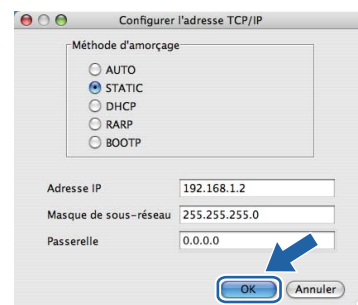 Configurer l'adresse TCP/IP
Méthode d'amorçage
AUTO
STATIC
DHCP
RARP
BOOTP
Adresse IP 192.168.1.2
Masque de sous-réseau 255.255.255.0
Passerelle 0.0.0.0
OK Annuler